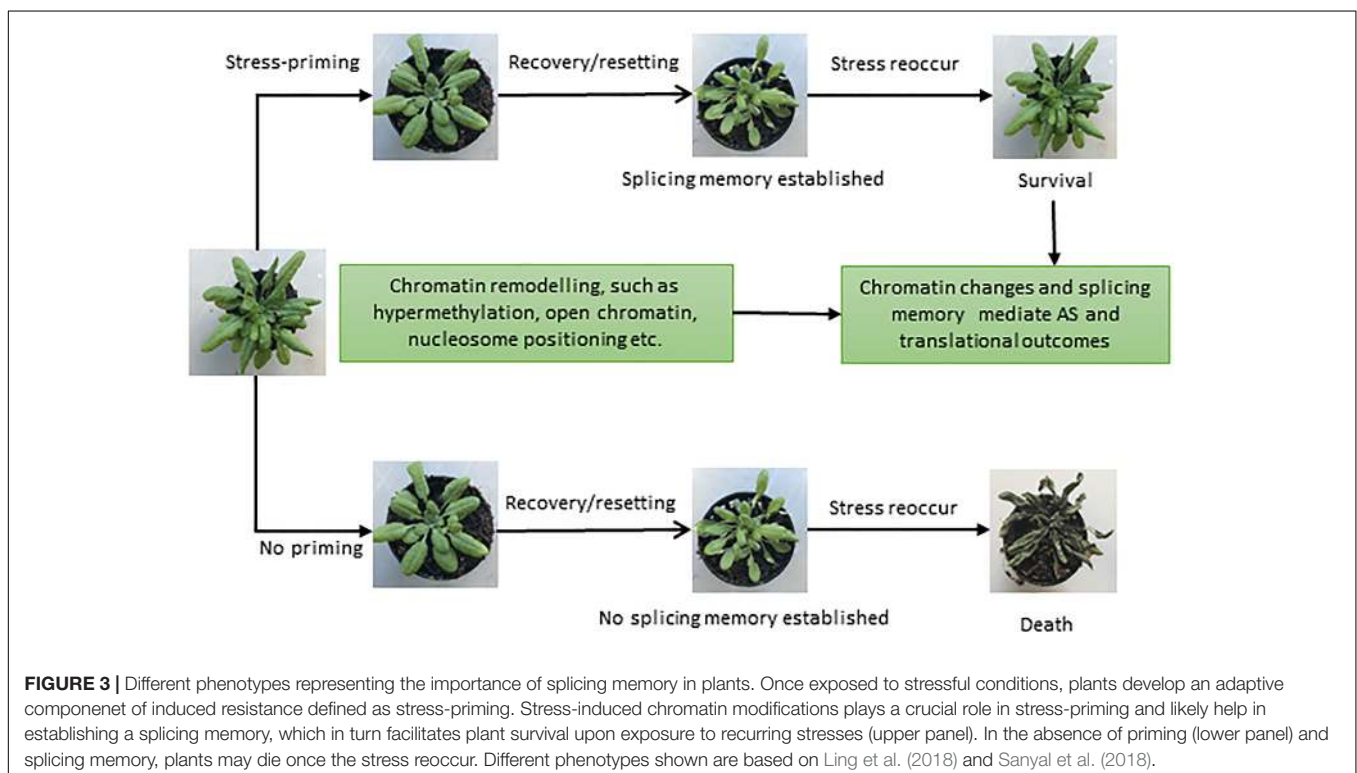 Stress-priming
Recovery/resetting
Stress reoccur
Splicing memory established
Survival
Chromatin remodelling, such as
hypermethylation, open chromatin,
nucleosome positioning etc.
Chromatin changes and splicing
memory mediate AS and
translational outcomes
No priming
Recovery/resetting
Stress reoccur
No splicing memory established
Death
FIGURE 3 | Different phenotypes representing the importance of splicing memory in plants. Once exposed to stressful conditions, plants develop an adaptive
componenet of induced resistance defined as stress-priming. Stress-induced chromatin modifications plays a crucial role in stress-priming and likely help in
establishing a splicing memory, which in turn facilitates plant survival upon exposure to recurring stresses (upper panel). In the absence of priming (lower panel) and
splicing memory, plants may die once the stress reoccur. Different phenotypes shown are based on Ling et al. (2018) and Sanyal et al. (2018).